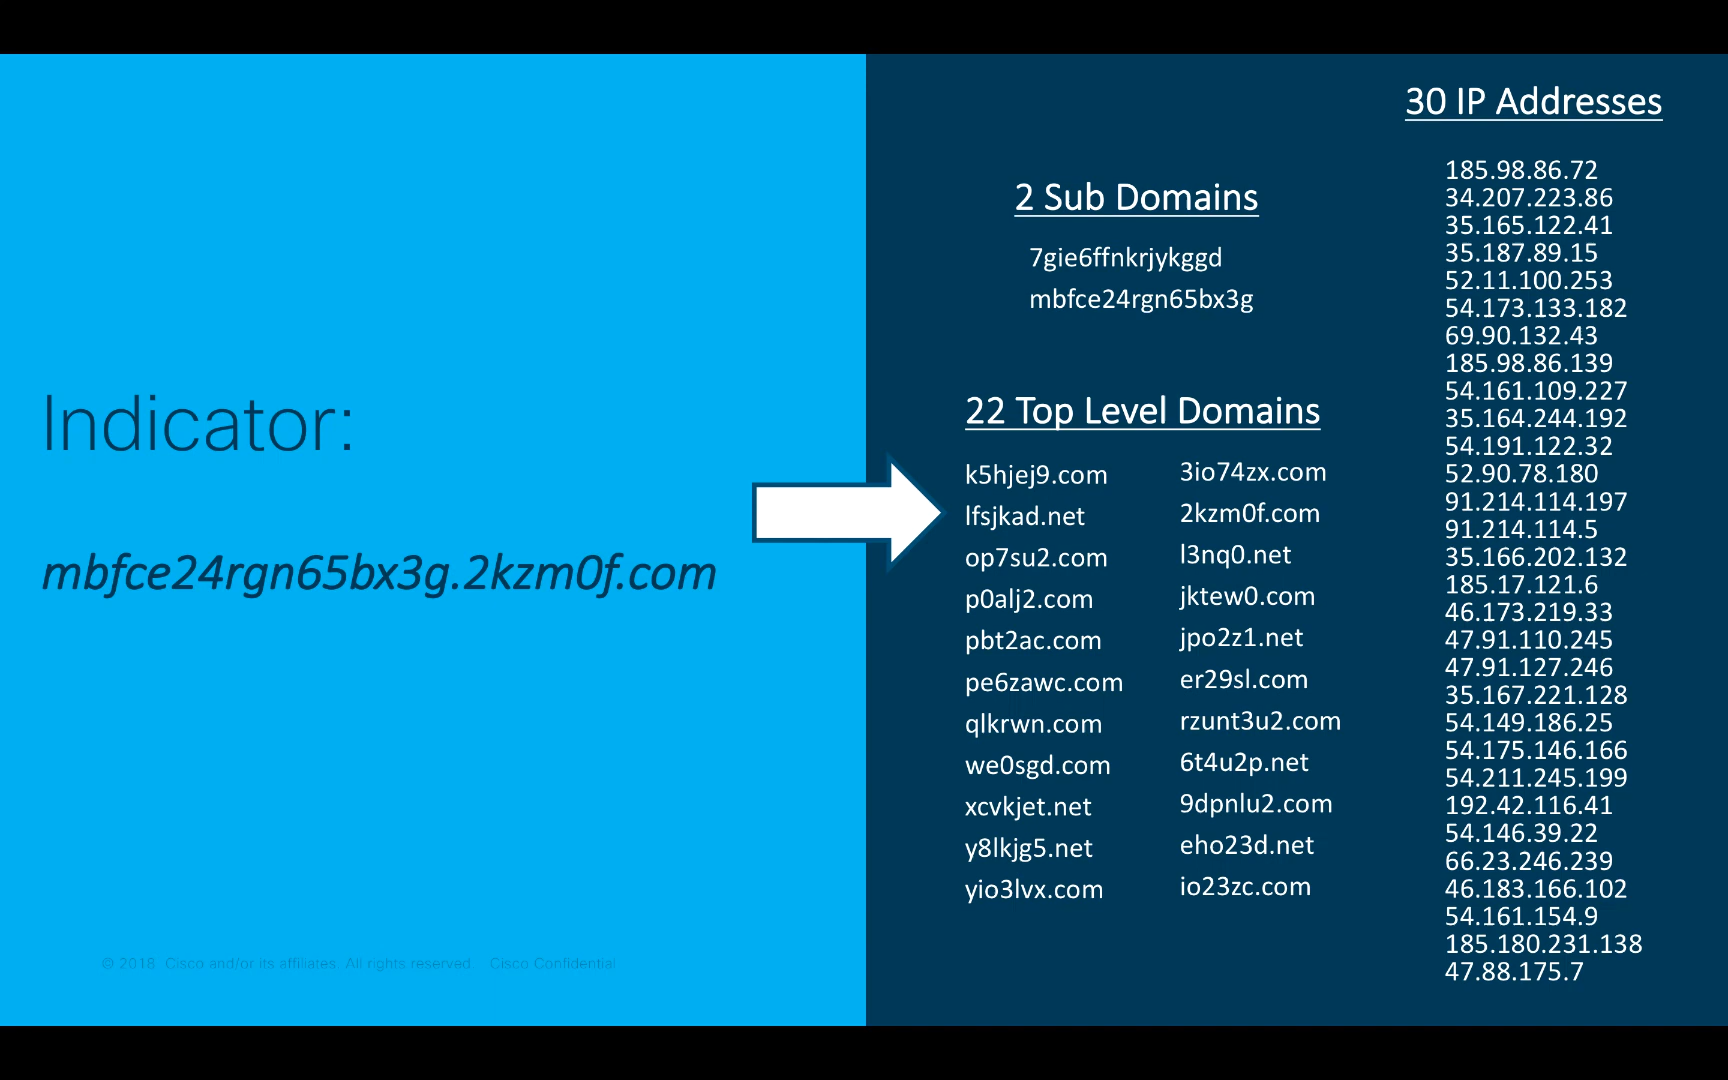 Indicator:
mbfce24rgn65bx3g.2kzm0f.com
© 2018 Cisco and/or its affiliates. All rights reserved. Cisco Confidential
2 Sub Domains
7gie6ffnkrjykggd
mbfce24rgn65bx3g
22 Top Level Domains
k5hjej9.com
lfsjkad.net
op7su2.com
p0alj2.com
pbt2ac.com
pe6zawc.com
qlkrwn.com
we0sgd.com
xcvkjet.net
y8lkjg5.net
yio3lvx.com
3io74zx.com
2kzm0f.com
l3nq0.net
jktew0.com
jpo2z1.net
er29sl.com
rzunt3u2.com
6t4u2p.net
9dpnlu2.com
eho23d.net
io23zc.com
30 IP Addresses
185.98.86.72
34.207.223.86
35.165.122.41
35.187.89.15
52.11.100.253
54.173.133.182
69.90.132.43
185.98.86.139
54.161.109.227
35.164.244.192
54.191.122.32
52.90.78.180
91.214.114.197
91.214.114.5
35.166.202.132
185.17.121.6
46.173.219.33
47.91.110.245
47.91.127.246
35.167.221.128
54.149.186.25
54.175.146.166
54.211.245.199
192.42.116.41
54.146.39.22
66.23.246.239
46.183.166.102
54.161.154.9
185.180.231.138
47.88.175.7